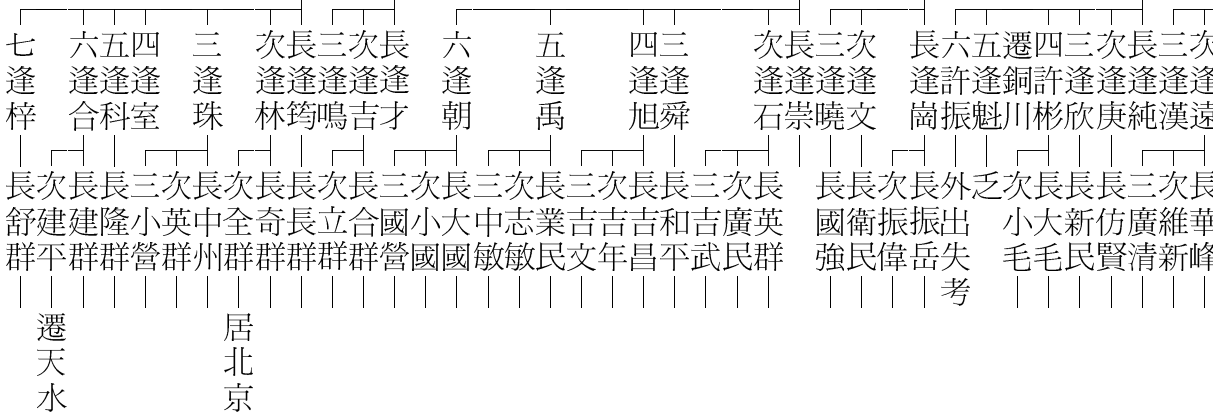 次逢遠
三逢漢
長逢純
次逢庚
三逢欣
四許彬
遷銅川
五逢魁
六許振
長逢崗
次逢文
三逢曉
長逢崇
次逢石
三逢舜
四逢旭
五逢禹
六逢朝
長逢才
次逢吉
三逢鳴
長逢筠
次逢林
三逢珠
四逢室
五逢科
六逢合
七逢梓
長華峰
次維新
三廣清
長仿賢
長新民
長大毛
次小毛
乏
外出失考
長振岳
次振偉
長衛民
長國強
長英群
次廣民
三吉武
長和平
長吉昌
次吉年
三吉文
長業民
次志敏
三中敏
長大國
次小國
三國營
長合群
次立群
長長群
長奇群
次全群
長中州
次英群
三小營
長隆群
長建群
次建平
長舒群
居北京
遷天水